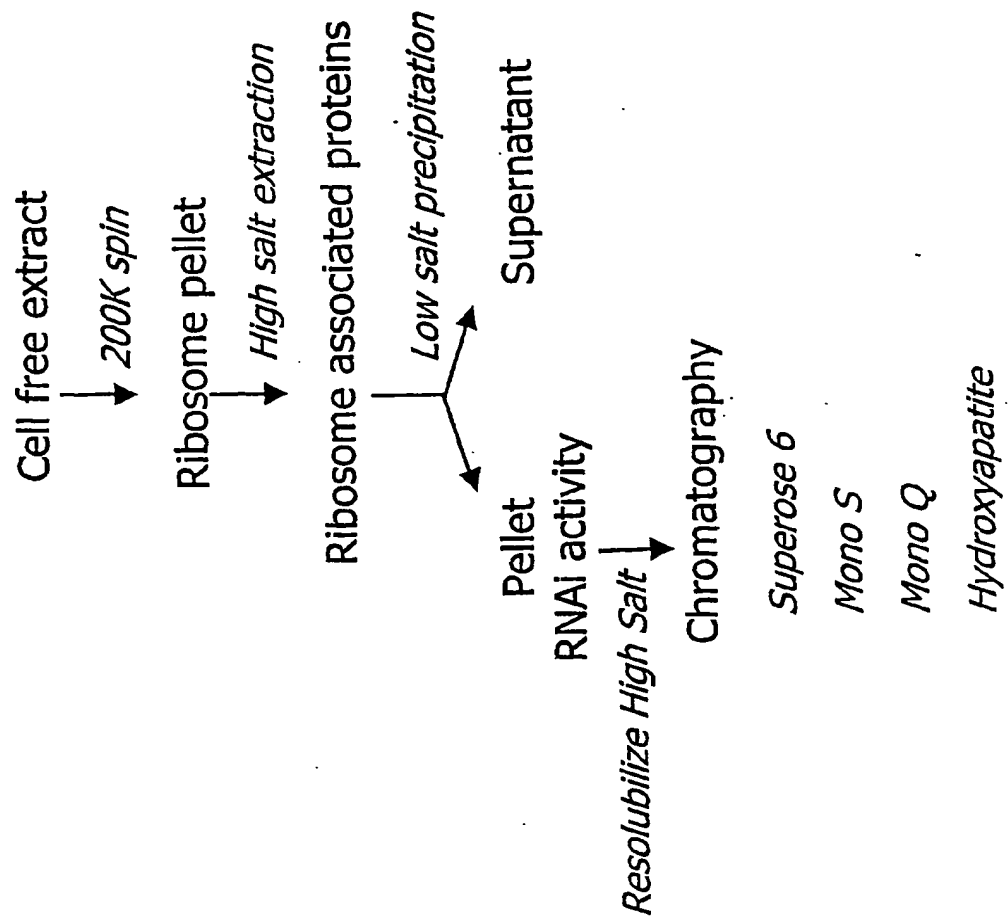 Cell free extract
200K spin
Ribosome pellet
High salt extraction
Ribosome associated proteins
Low salt precipitation
Pellet
Supernatant
RNAi activity
Resolubilize High Salt
Chromatography
Superose 6
Mono S
Mono Q
Hydroxyapatite